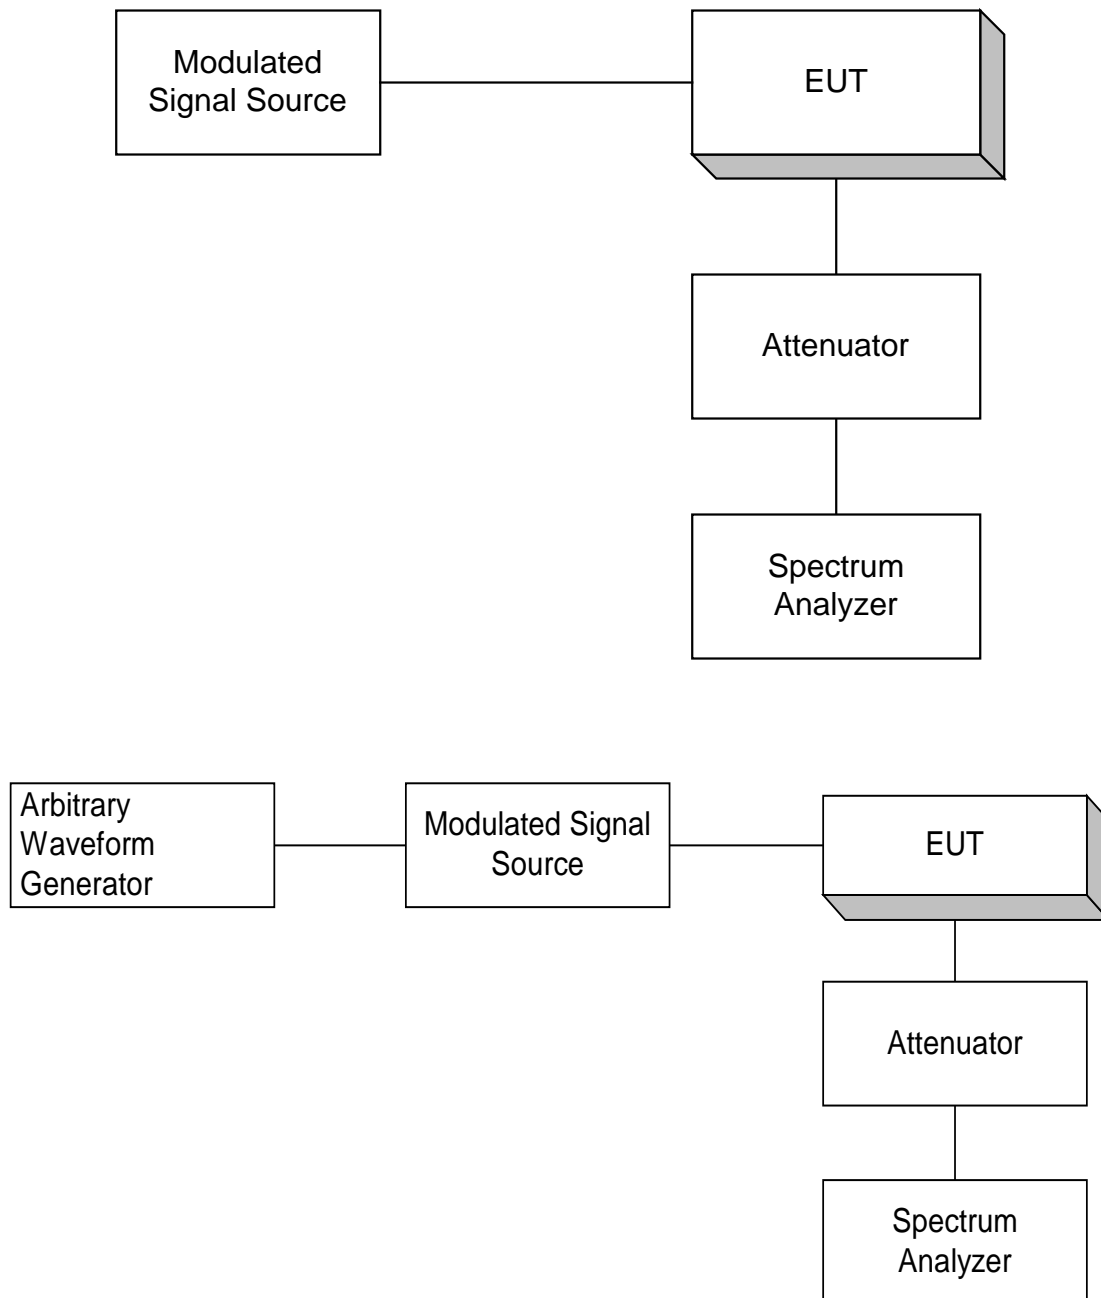 Modulated
Signal Source
EUT
Attenuator
Spectrum
Analyzer
Arbitrary
Waveform
Generator
Modulated Signal
Source
EUT
Attenuator
Spectrum
Analyzer